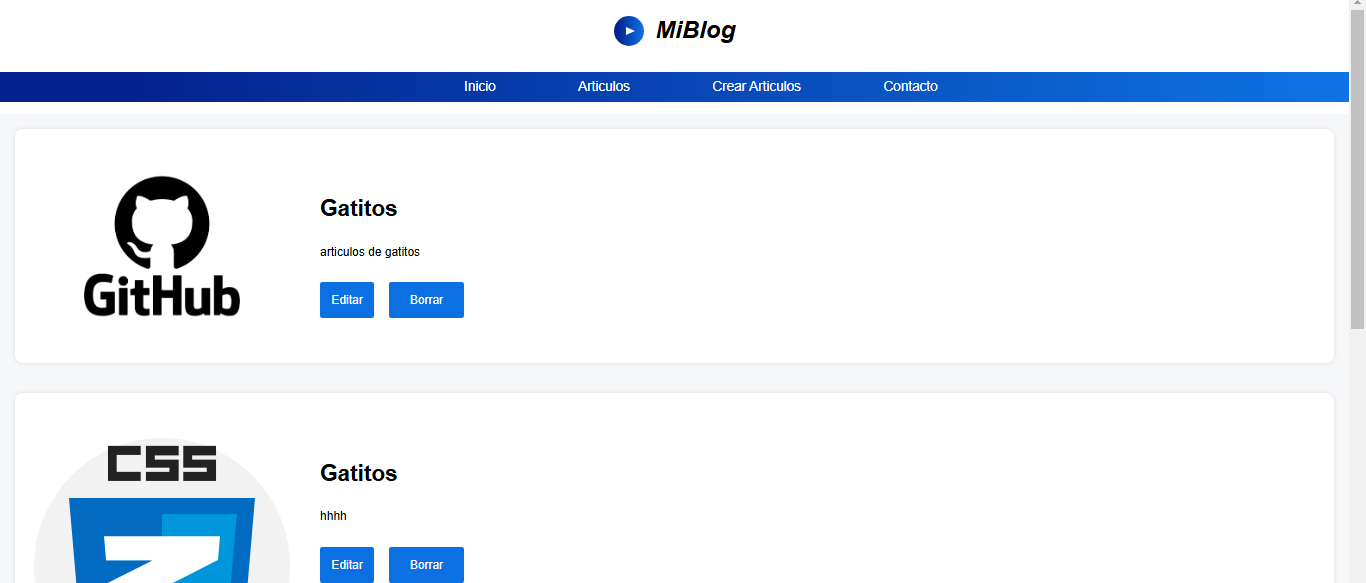 MiBlog
Inicio Articulos Crear Articulos Contacto
GitHub
Gatitos
articulos de gatitos
Editar Borrar
CSS
Gatitos
hhhh
Editar Borrar